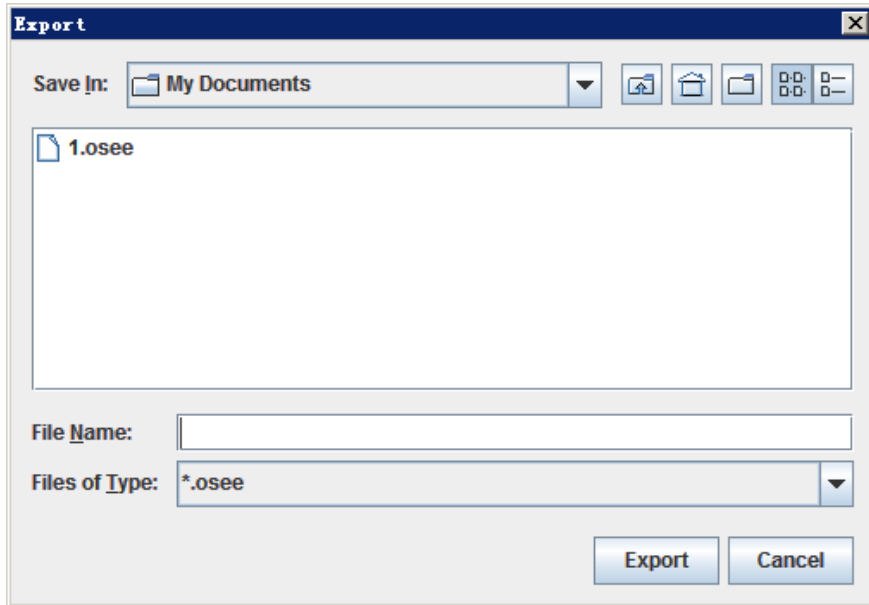 Export
Save In: My Documents
1.osee
File Name:
Files of Type: *.osee
Export Cancel